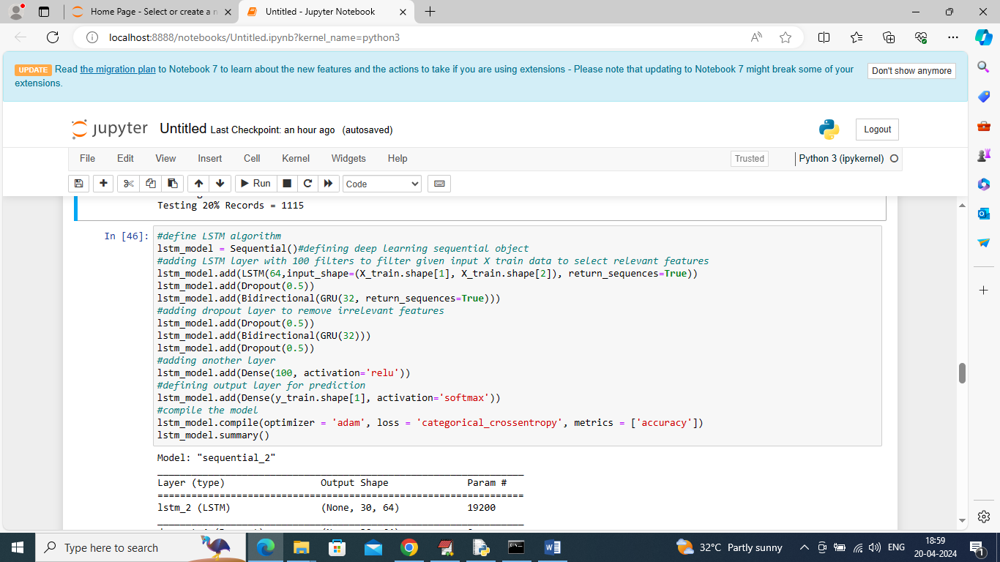 Home Page - Select or create a n
Untitled - Jupyter Notebook
localhost:8888/notebooks/Untitled.ipynb?kernel_name=python3
UPDATE Read the migration plan to Notebook 7 to learn about the new features and the actions to take if you are using extensions - Please note that updating to Notebook 7 might break some of your
extensions.
Don't show anymore
jupyter Untitled Last Checkpoint: an hour ago (autosaved)
Logout
File Edit View Insert Cell Kernel Widgets Help
Trusted
Python 3 (ipykernel)
Run
Code
Testing 20% Records = 1115
In [46]:
#define LSTM algorithm
lstm_model = Sequential()#defining deep learning sequential object
#adding LSTM layer with 100 filters to filter given input X train data to select relevant features
lstm_model.add(LSTM(64,input_shape=(X_train.shape[1], X_train.shape[2]), return_sequences=True))
lstm_model.add(Dropout(0.5))
lstm_model.add(Bidirectional(GRU(32, return_sequences=True)))
#adding dropout layer to remove irrelevant features
lstm_model.add(Dropout(0.5))
lstm_model.add(Bidirectional(GRU(32)))
lstm_model.add(Dropout(0.5))
#adding another layer
lstm_model.add(Dense(100, activation='relu'))
#defining output layer for prediction
lstm_model.add(Dense(y_train.shape[1], activation='softmax'))
#compile the model
lstm_model.compile(optimizer = 'adam', loss = 'categorical_crossentropy', metrics = ['accuracy'])
lstm_model.summary()
Model: "sequential_2"
Layer (type) Output Shape Param #
=================================================================
lstm_2 (LSTM) (None, 30, 64) 19200
Type here to search
32°C Partly sunny
ENG
18:59
20-04-2024
1